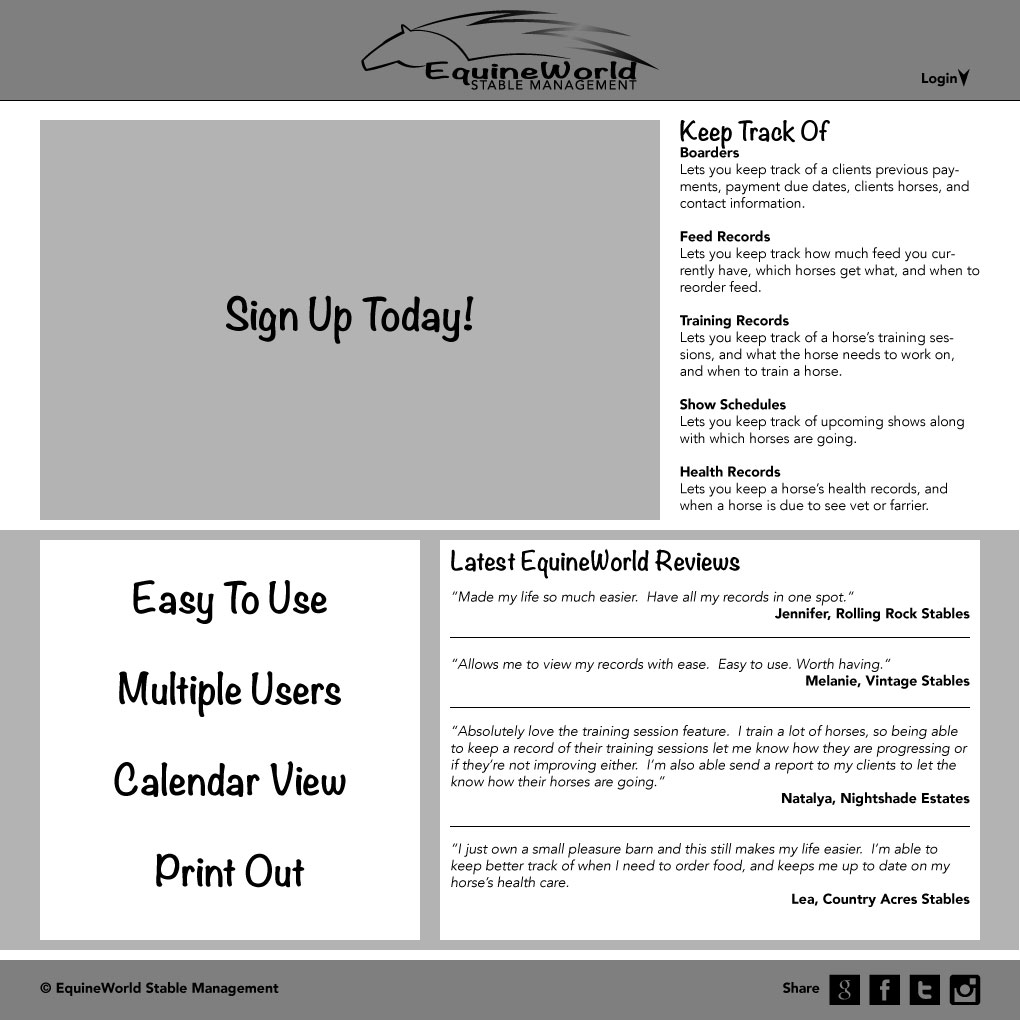 EquineWorld
STABLE MANAGEMENT
Login
Sign Up Today!
Keep Track Of
Boarders
Lets you keep track of a clients previous pay-
ments, payment due dates, clients horses, and
contact information.
Feed Records
Lets you keep track how much feed you cur-
rently have, which horses get what, and when to
reorder feed.
Training Records
Lets you keep track of a horse’s training ses-
sions, and what the horse needs to work on,
and when to train a horse.
Show Schedules
Lets you keep track of upcoming shows along
with which horses are going.
Health Records
Lets you keep a horse’s health records, and
when a horse is due to see vet or farrier.
Easy To Use
Multiple Users
Calendar View
Print Out
Latest EquineWorld Reviews
“Made my life so much easier.  Have all my records in one spot.”
Jennifer, Rolling Rock Stables
“Allows me to view my records with ease.  Easy to use. Worth having.”
Melanie, Vintage Stables
“Absolutely love the training session feature.  I train a lot of horses, so being able
to keep a record of their training sessions let me know how they are progressing or
if they’re not improving either.  I’m also able send a report to my clients to let the
know how their horses are going.”
Natalya, Nightshade Estates
“I just own a small pleasure barn and this still makes my life easier.  I’m able to
keep better track of when I need to order food, and keeps me up to date on my
horse’s health care.
Lea, Country Acres Stables
© EquineWorld Stable Management
Share